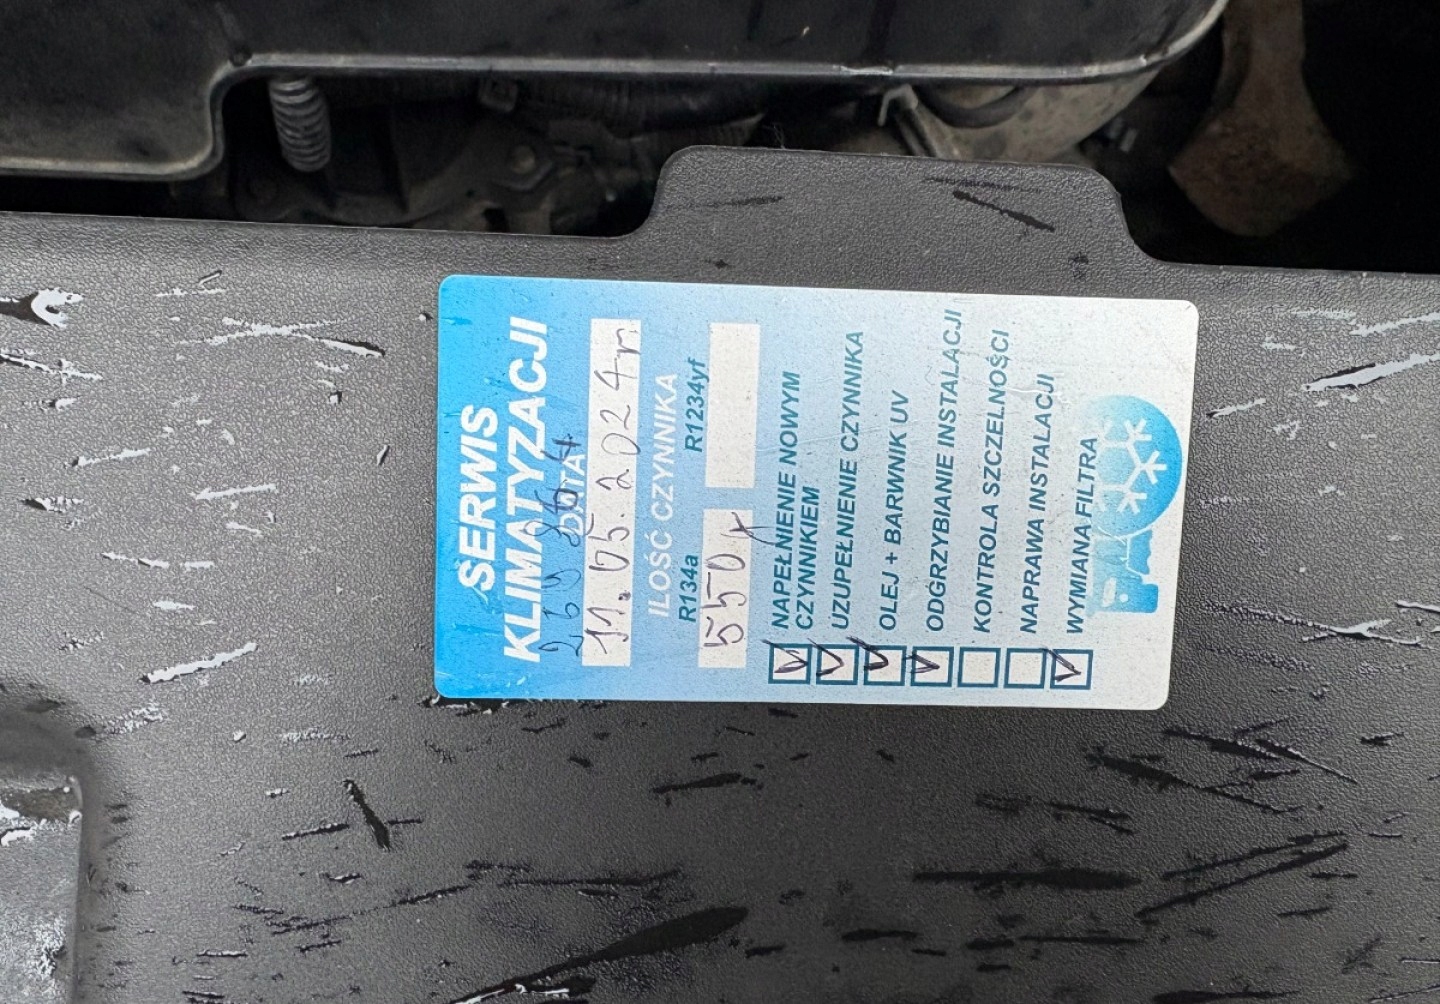 SERWIS
KLIMATYZACJI
DATA
11.05.2024r
ILOŚĆ CZYNNIKA
R134a R1234yf
550
NAPEŁNIENIE NOWYM
CZYNNIKIEM
UZUPEŁNIENIE CZYNNIKA
OLEJ + BARWNIK UV
ODGRZYBIANIE INSTALACJI
KONTROLA SZCZELNOŚCI
NAPRAWA INSTALACJI
WYMIANA FILTRA